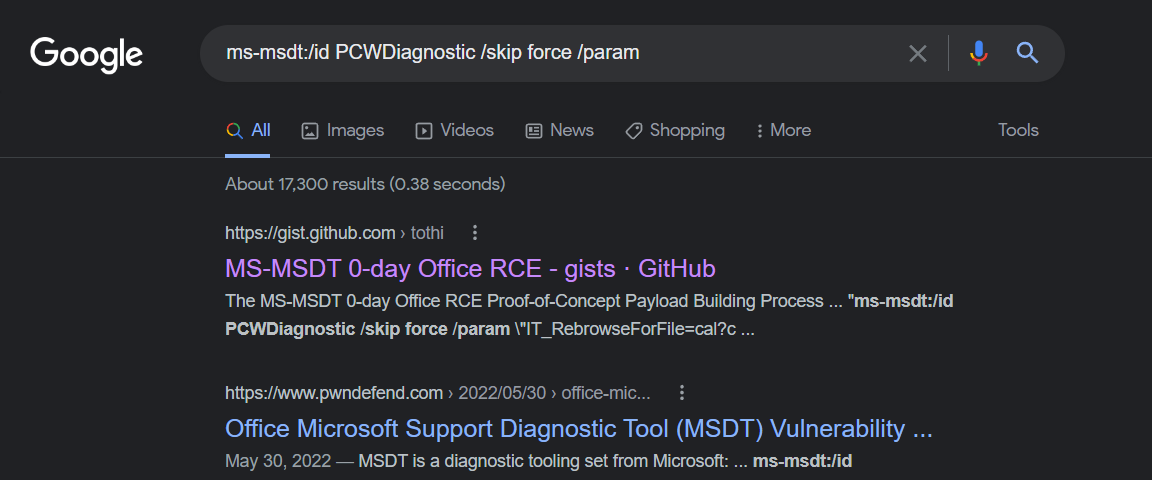 Google
ms-msdt:/id PCWDiagnostic /skip force /param
All Images Videos News Shopping More Tools
About 17,300 results (0.38 seconds)
https://gist.github.com › tothi
MS-MSDT 0-day Office RCE - gists · GitHub
The MS-MSDT 0-day Office RCE Proof-of-Concept Payload Building Process ... "ms-msdt:/id
PCWDiagnostic /skip force /param \"IT_RebrowseForFile=cal?c ...
https://www.pwndefend.com › 2022/05/30 › office-mic...
Office Microsoft Support Diagnostic Tool (MSDT) Vulnerability ...
May 30, 2022 — MSDT is a diagnostic tooling set from Microsoft: ... ms-msdt:/id